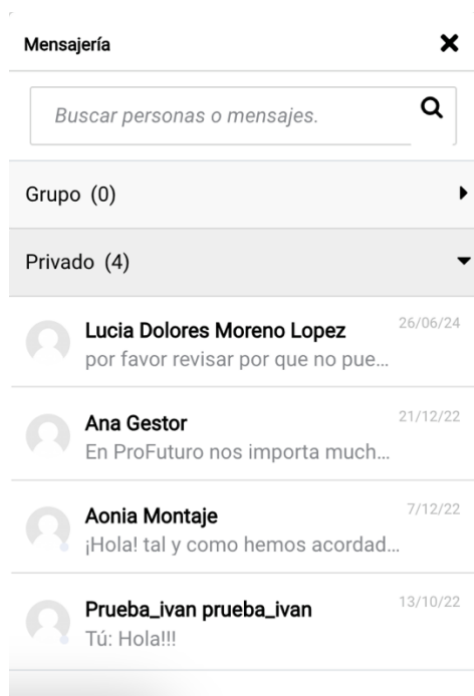 Mensajería
Buscar personas o mensajes.
Grupo (0)
Privado (4)
Lucia Dolores Moreno Lopez 26/06/24
por favor revisar por que no pue...
Ana Gestor 21/12/22
En ProFuturo nos importa much...
Aonia Montaje 7/12/22
¡Hola! tal y como hemos acordad...
Prueba_ivan prueba_ivan 13/10/22
Tú: Hola!!!